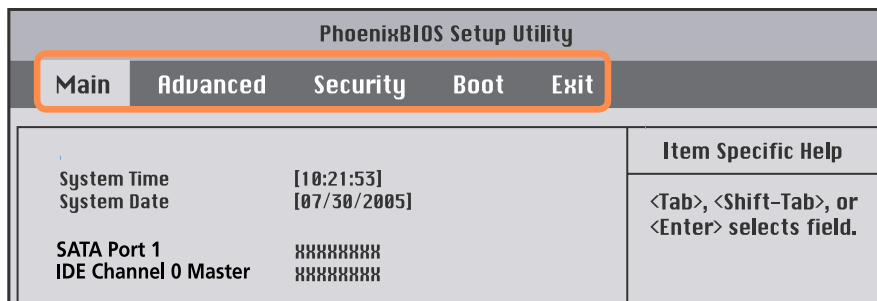 PhoenixBIOS Setup Utility
Main Advanced Security Boot Exit
Item Specific Help
System Time [10:21:53]
System Date [07/30/2005]
<Tab>, <Shift-Tab>, or
<Enter> selects field.
SATA Port 1 XXXXXXXX
IDE Channel 0 Master XXXXXXXX